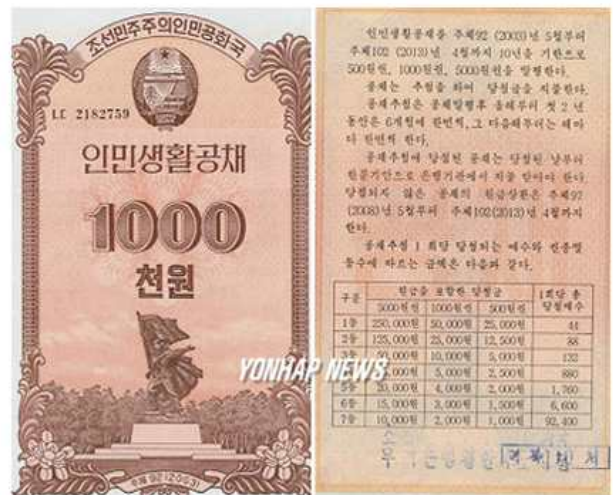 조선민주주의인민공화국
LC 2182759
인민생활공채
1000
천원
주체 92(2003)
YONHAP NEWS
인민생활공채를 주체92 (2003)년 5월부터
주체102 (2013)년 4월까지 10년을 기한으로
500원권, 1000원권, 5000원권을 발행한다.
공채는 추첨을 하여 당첨금을 지불한다.
공채추첨은 공채발행후 올해부터 첫 2 년
동안은 6개월에 한번씩, 그 다음해부터는 해마
다 한번씩 한다.
공채추첨에 당첨된 공채는 당첨된 날부터
기간으로 은행기관에서 지불 받아야 한다.
당첨되지 않은 공채의 원금상환은 주체97
(2008)년 5월부터 주체102(2013)년 4월까지
한다.
공채추첨 1 회당 당첨되는 매수와
등수에 따르는 금액은 다음과 같다.
구분 원금을 포함한 당첨금 1회당 총 당첨매수
5000원권 1000원권 500원권
1등 250,000원 50,000원 25,000원 44
2등 125,000원 25,000원 12,500원 88
10,000원 5,000원 132
5,000원 2,500원 880
5등 20,000원 4,000원 2,000원 1,760
6등 15,000원 3,000원 1,500원 6,600
7등 10,000원 2,000원 1,000원 92,400